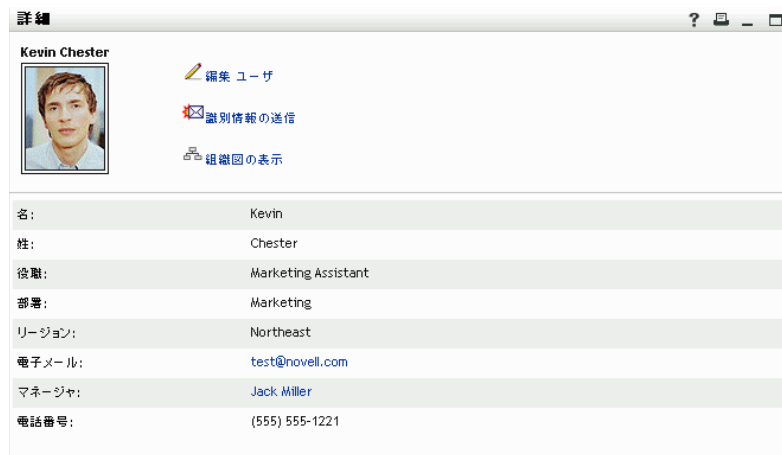 詳細
?
Kevin Chester
編集 ユーザ
識別情報の送信
組織図の表示
名: Kevin
姓: Chester
役職: Marketing Assistant
部署: Marketing
リージョン: Northeast
電子メール: test@novell.com
マネージャ: Jack Miller
電話番号: (555) 555-1221